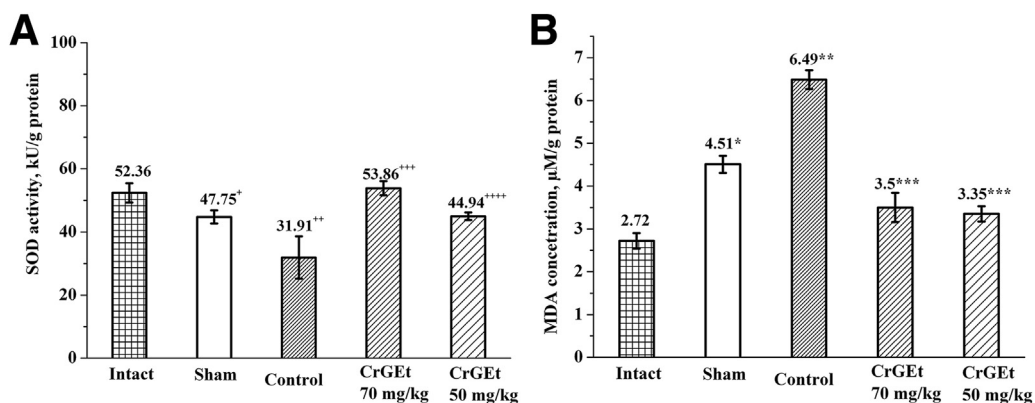 A
SOD activity, kU/g protein
100
80
60
40
20
0
52.36
47.75+
31.91++
53.86+++
44.94++++
Intact
Sham
Control
CrGEt
70 mg/kg
CrGEt
50 mg/kg
B
MDA concetration, µM/g protein
7
6
5
4
3
2
1
0
2.72
4.51*
6.49**
3.5***
3.35***
Intact
Sham
Control
CrGEt
70 mg/kg
CrGEt
50 mg/kg